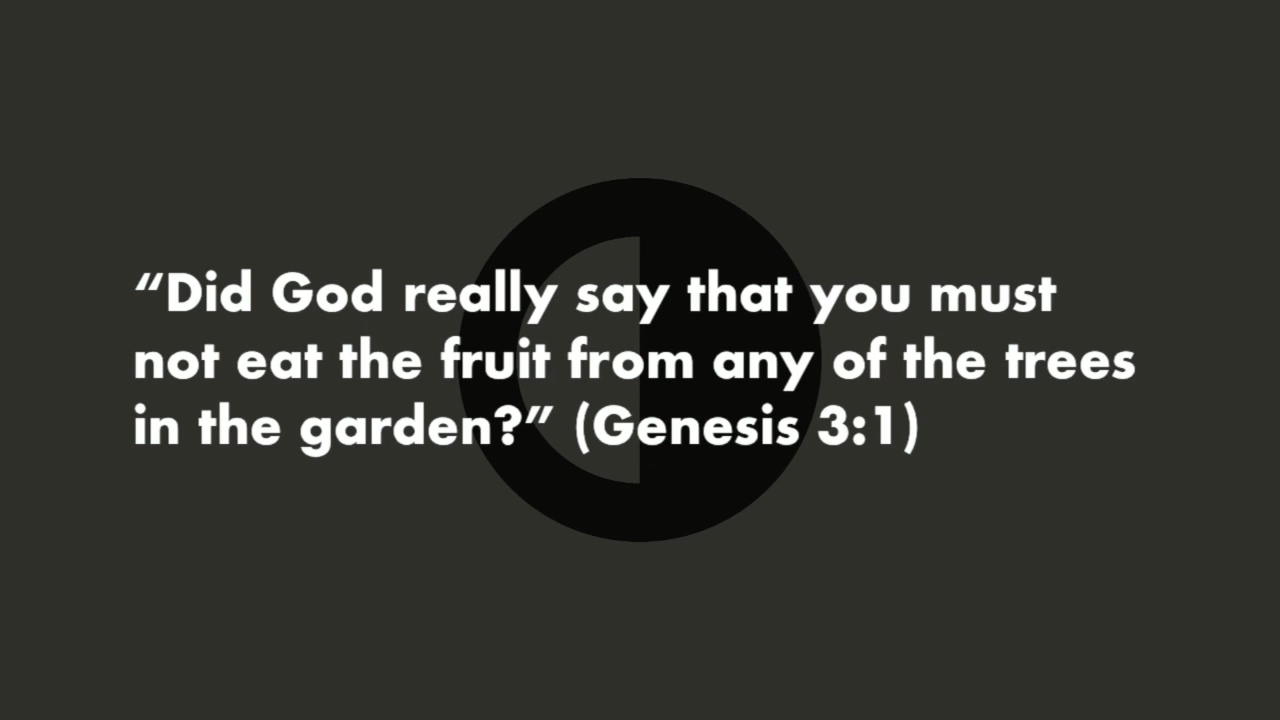 “Did God really say that you must
not eat the fruit from any of the trees
in the garden?” (Genesis 3:1)